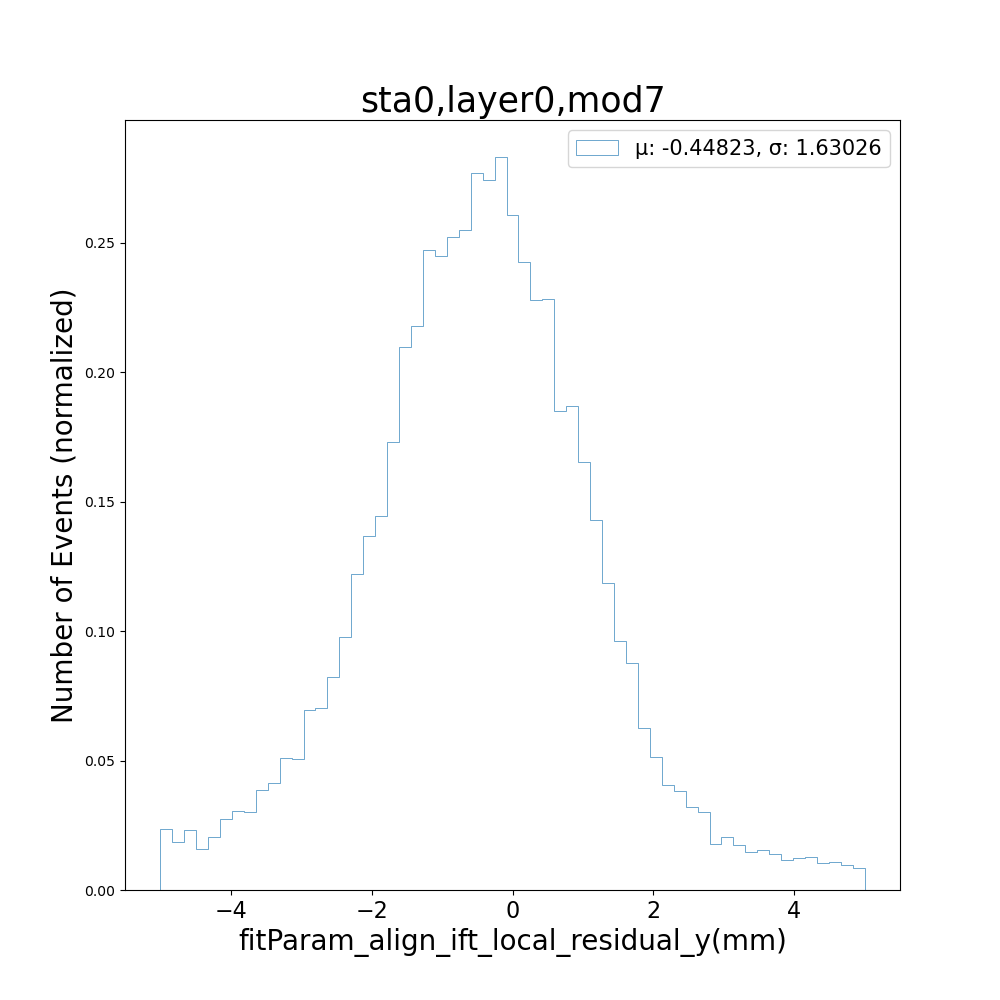 sta0,layer0,mod7
μ: -0.44823, σ: 1.63026
Number of Events (normalized)
0.25
0.20
0.15
0.10
0.05
0.00
−4 −2 0 2 4
fitParam_align_ift_local_residual_y(mm)